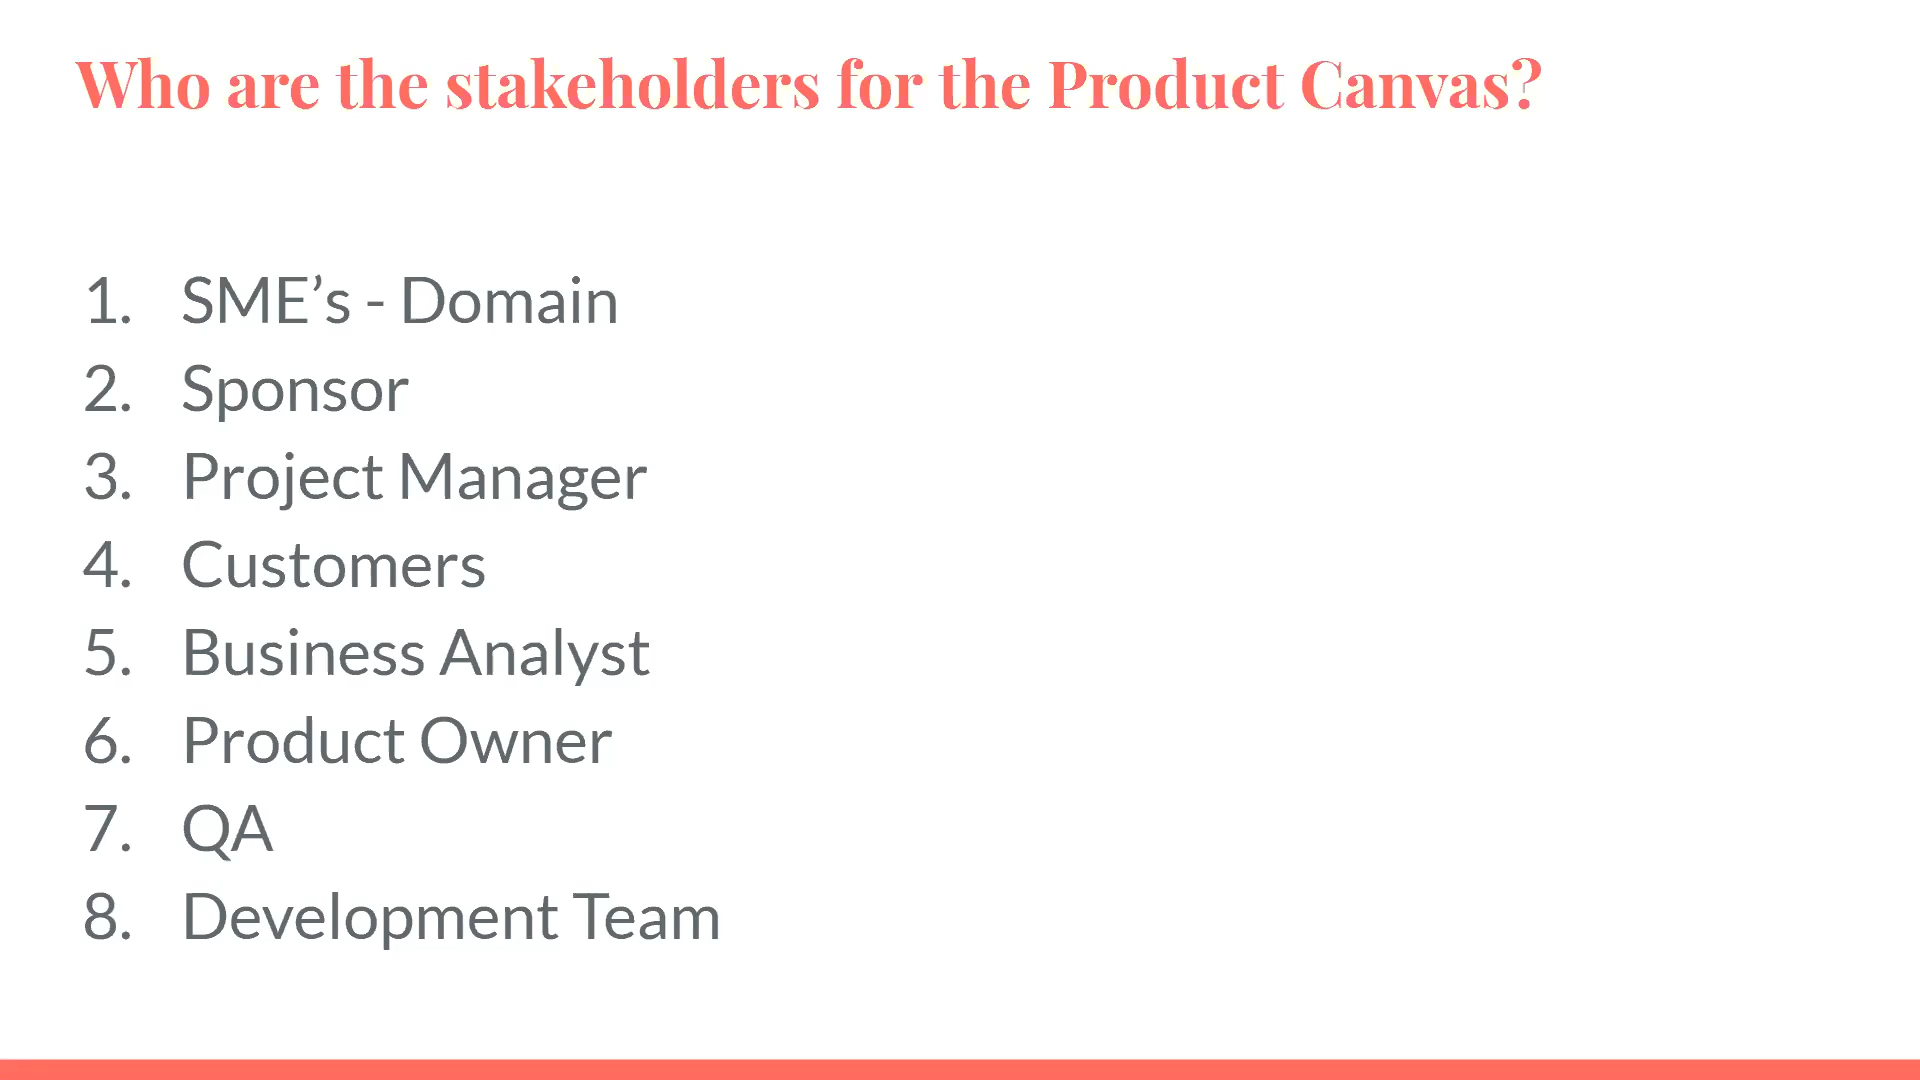 Who are the stakeholders for the Product Canvas?
1. SME’s - Domain
2. Sponsor
3. Project Manager
4. Customers
5. Business Analyst
6. Product Owner
7. QA
8. Development Team